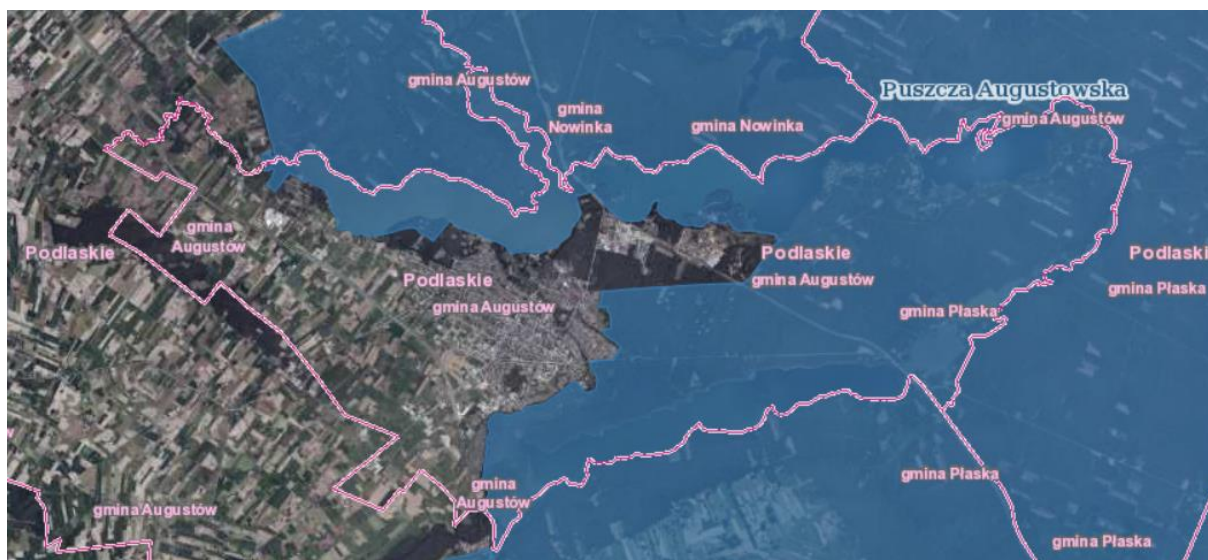 gmina Augustów
Puszcza Augustowska
gmina
Nowinka
gmina Nowinka
gmina Augustów
gmina
Augustów
Podlaskie
Podlaskie
gmina Augustów
Podlaskie
gmina Augustów
Podlaski
gmina Płaska
gmina Płaska
gmina Płaska
gmina
Augustów
gmina Augustów
gmina Płaska